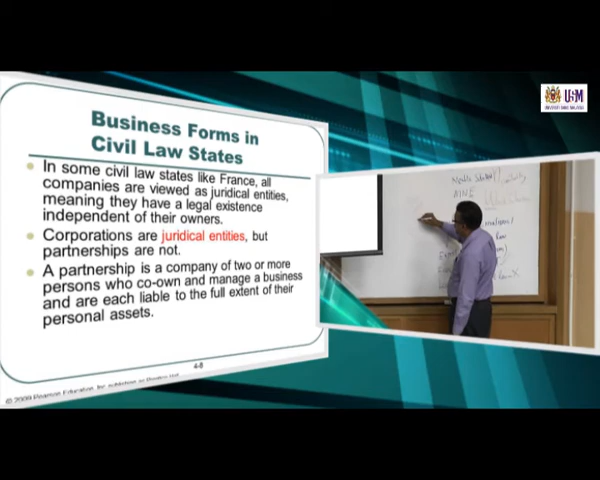 Business Forms in
Civil Law States
In some civil law states like France, all
companies are viewed as juridical entities,
meaning they have a legal existence
independent of their owners.
Corporations are juridical entities, but
partnerships are not.
A partnership is a company of two or more
persons who co-own and manage a business
and are each liable to the full extent of their
personal assets.
4-8
© 2009 Pearson Education, Inc. publishing as Prentice Hall
USM